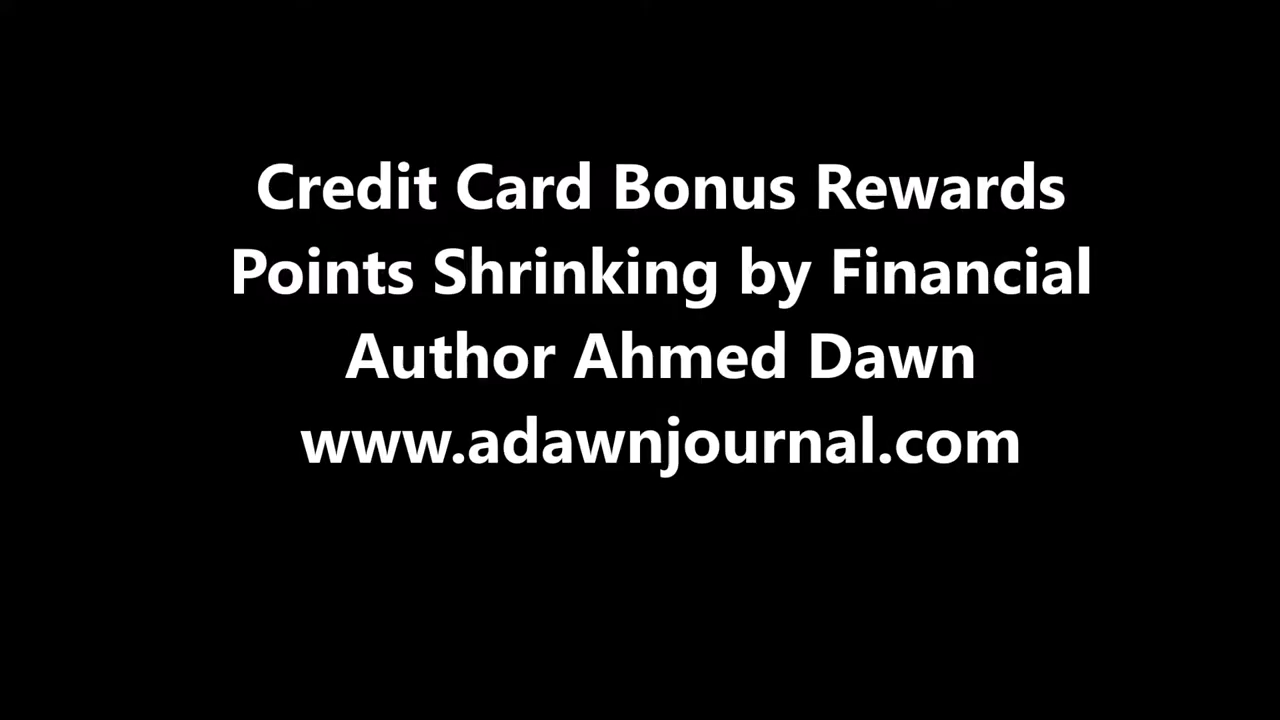 Credit Card Bonus Rewards
Points Shrinking by Financial
Author Ahmed Dawn
www.adawnjournal.com